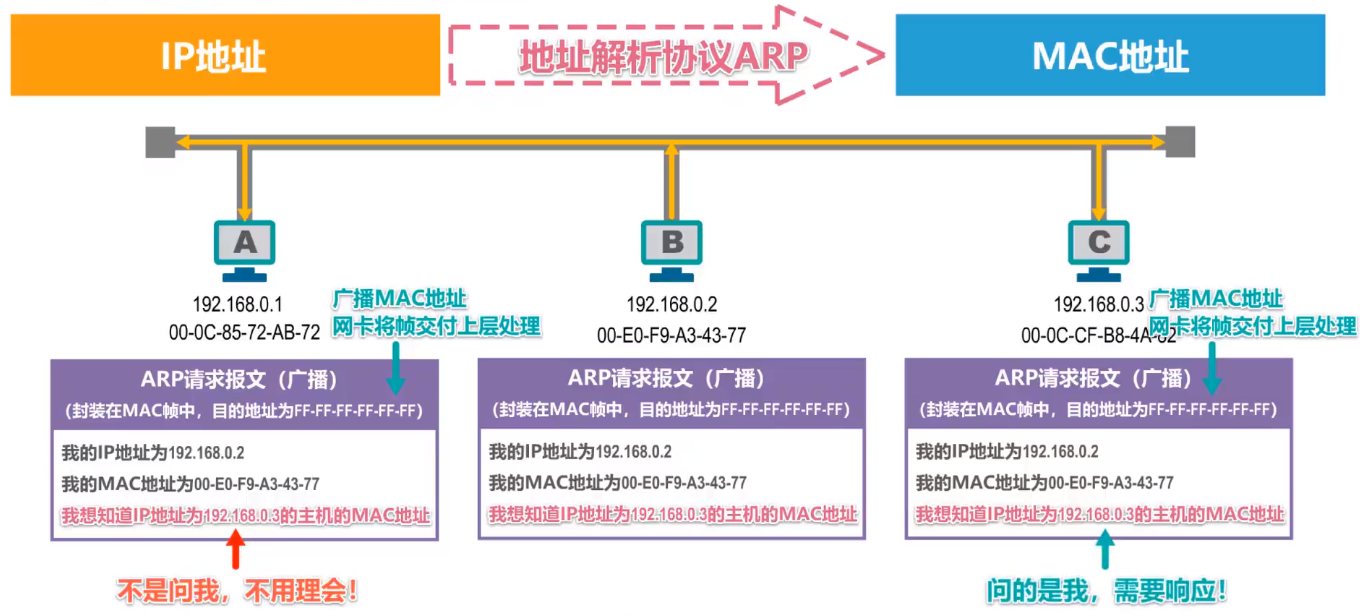 IP地址
地址解析协议ARP
MAC地址
A
B
C
192.168.0.1
00-0C-85-72-AB-72
广播MAC地址
网卡将帧交付上层处理
192.168.0.2
00-E0-F9-A3-43-77
192.168.0.3
00-0C-CF-B8-4A-82
广播MAC地址
网卡将帧交付上层处理
ARP请求报文（广播）
（封装在MAC帧中，目的地址为FF-FF-FF-FF-FF-FF）
我的IP地址为192.168.0.2
我的MAC地址为00-E0-F9-A3-43-77
我想知道IP地址为192.168.0.3的主机的MAC地址
ARP请求报文（广播）
（封装在MAC帧中，目的地址为FF-FF-FF-FF-FF-FF）
我的IP地址为192.168.0.2
我的MAC地址为00-E0-F9-A3-43-77
我想知道IP地址为192.168.0.3的主机的MAC地址
ARP请求报文（广播）
（封装在MAC帧中，目的地址为FF-FF-FF-FF-FF-FF）
我的IP地址为192.168.0.2
我的MAC地址为00-E0-F9-A3-43-77
我想知道IP地址为192.168.0.3的主机的MAC地址
不是问我，不用理会！
问的是我，需要响应！